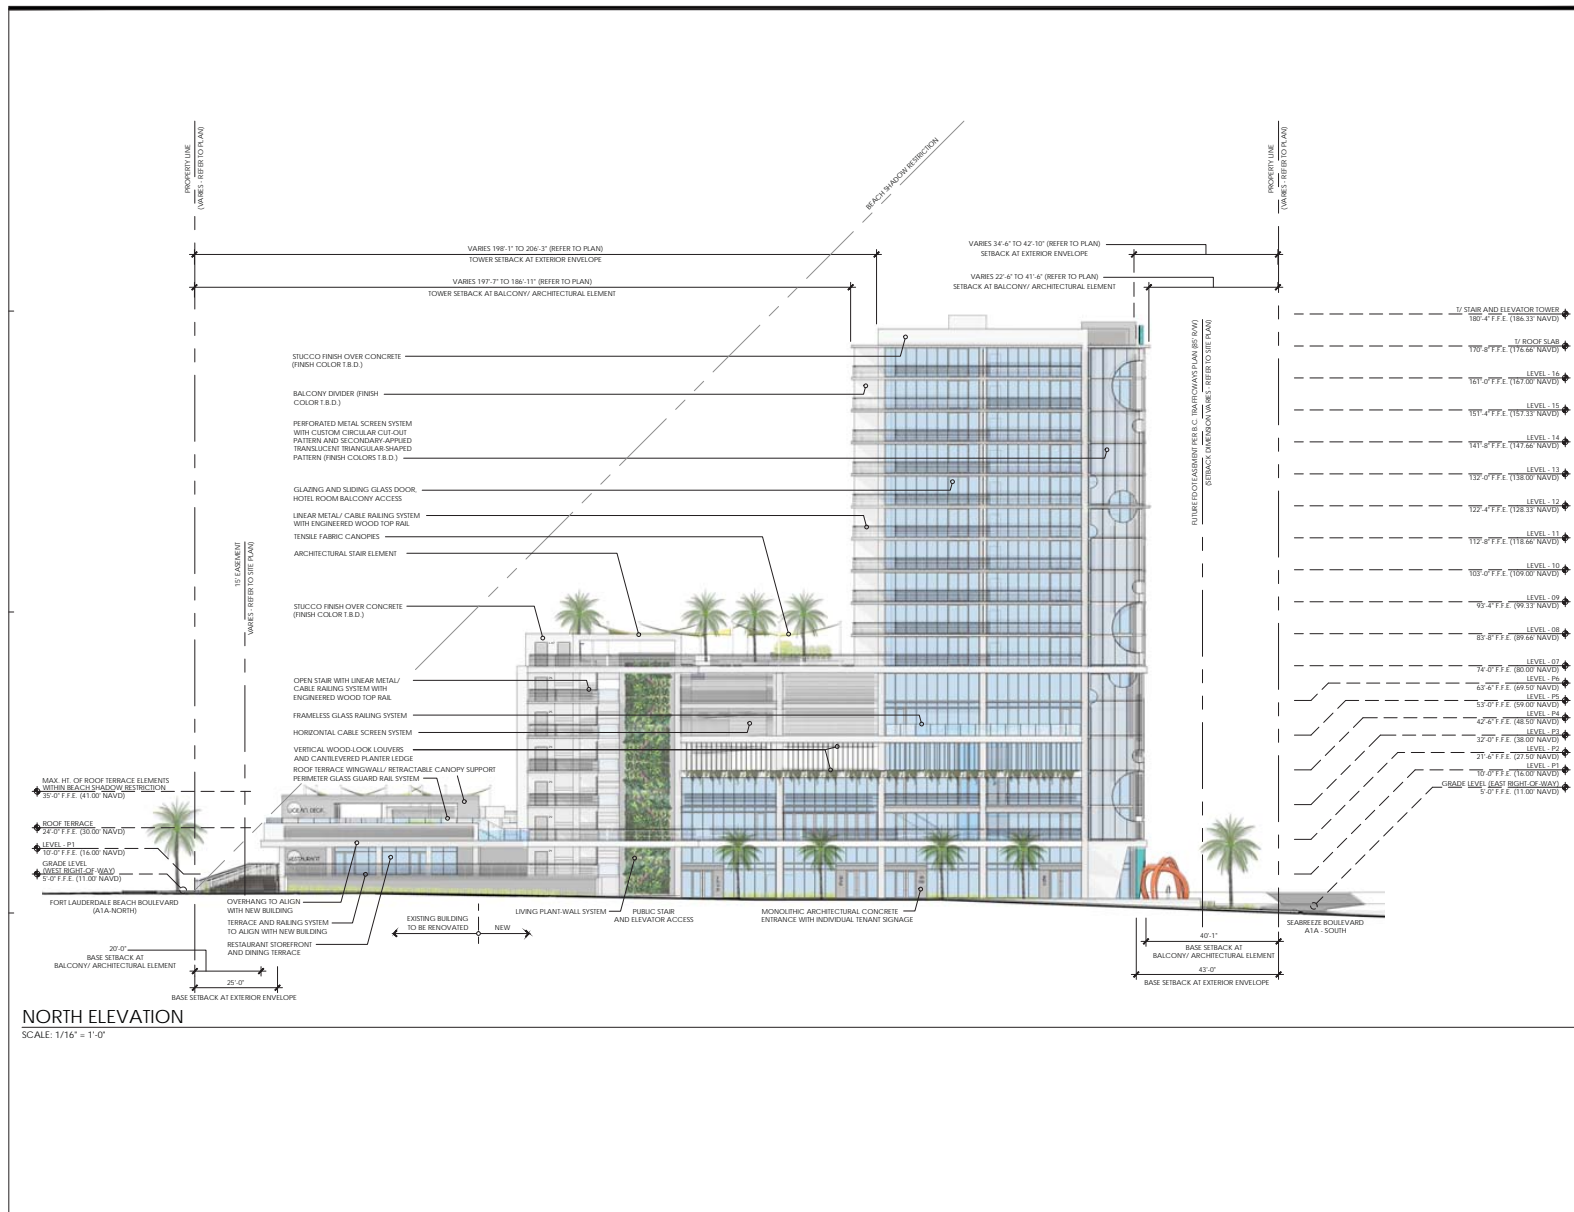 PROPERTY LINE
(VARIES - REFER TO PLAN)
BEACH SHADOW RESTRICTION
PROPERTY LINE
(VARIES - REFER TO PLAN)
VARIES 198'-1" TO 206'-3" (REFER TO PLAN)
TOWER SETBACK AT EXTERIOR ENVELOPE
VARIES 34'-6" TO 42'-10" (REFER TO PLAN)
SETBACK AT EXTERIOR ENVELOPE
VARIES 197'-7" TO 186'-11" (REFER TO PLAN)
TOWER SETBACK AT BALCONY/ ARCHITECTURAL ELEMENT
VARIES 22'-6" TO 41'-6" (REFER TO PLAN)
SETBACK AT BALCONY/ ARCHITECTURAL ELEMENT
FUTURE FDOT EASEMENT PER B.C. TRAFFICWAYS PLAN (85' R/W)
(SETBACK DIMENSION VARIES - REFER TO SITE PLAN)
STUCCO FINISH OVER CONCRETE
(FINISH COLOR T.B.D.)
BALCONY DIVIDER (FINISH
COLOR T.B.D.)
PERFORATED METAL SCREEN SYSTEM
WITH CUSTOM CIRCULAR CUT-OUT
PATTERN AND SECONDARY-APPLIED
TRANSLUCENT TRIANGULAR-SHAPED
PATTERN (FINISH COLORS T.B.D.)
GLAZING AND SLIDING GLASS DOOR,
HOTEL ROOM BALCONY ACCESS
LINEAR METAL/ CABLE RAILING SYSTEM
WITH ENGINEERED WOOD TOP RAIL
TENSILE FABRIC CANOPIES
ARCHITECTURAL STAIR ELEMENT
15' EASEMENT
VARIES - REFER TO SITE PLAN)
STUCCO FINISH OVER CONCRETE
(FINISH COLOR T.B.D.)
OPEN STAIR WITH LINEAR METAL/
CABLE RAILING SYSTEM WITH
ENGINEERED WOOD TOP RAIL
FRAMELESS GLASS RAILING SYSTEM
HORIZONTAL CABLE SCREEN SYSTEM
VERTICAL WOOD-LOOK LOUVERS
AND CANTILEVERED PLANTER LEDGE
ROOF TERRACE WINGWALL/ RETRACTABLE CANOPY SUPPORT
PERIMETER GLASS GUARD RAIL SYSTEM
T/ STAIR AND ELEVATOR TOWER
180'-4" F.F.E. (186.33' NAVD)
T/ ROOF SLAB
170'-8" F.F.E. (176.66' NAVD)
LEVEL - 16
161'-0" F.F.E. (167.00' NAVD)
LEVEL - 15
151'-4" F.F.E. (157.33' NAVD)
LEVEL - 14
141'-8" F.F.E. (147.66' NAVD)
LEVEL - 13
132'-0" F.F.E. (138.00' NAVD)
LEVEL - 12
122'-4" F.F.E. (128.33' NAVD)
LEVEL - 11
112'-8" F.F.E. (118.66' NAVD)
LEVEL - 10
103'-0" F.F.E. (109.00' NAVD)
LEVEL - 09
93'-4" F.F.E. (99.33' NAVD)
LEVEL - 08
83'-8" F.F.E. (89.66' NAVD)
LEVEL - 07
74'-0" F.F.E. (80.00' NAVD)
LEVEL - P6
63'-6" F.F.E. (69.50' NAVD)
LEVEL - P5
53'-0" F.F.E. (59.00' NAVD)
LEVEL - P4
42'-6" F.F.E. (48.50' NAVD)
LEVEL - P3
32'-0" F.F.E. (38.00' NAVD)
LEVEL - P2
21'-6" F.F.E. (27.50' NAVD)
LEVEL - P1
10'-0" F.F.E. (16.00' NAVD)
GRADE LEVEL (EAST RIGHT-OF-WAY)
5'-0" F.F.E. (11.00' NAVD)
MAX. HT. OF ROOF TERRACE ELEMENTS
WITHIN BEACH SHADOW RESTRICTION
35'-0" F.F.E. (41.00' NAVD)
ROOF TERRACE
24'-0" F.F.E. (30.00' NAVD)
LEVEL - P1
10'-0" F.F.E. (16.00' NAVD)
GRADE LEVEL
(WEST RIGHT-OF-WAY)
5'-0" F.F.E. (11.00' NAVD)
OCEAN DECK
RESTAURANT
FORT LAUDERDALE BEACH BOULEVARD
(A1A-NORTH)
OVERHANG TO ALIGN
WITH NEW BUILDING
TERRACE AND RAILING SYSTEM
TO ALIGN WITH NEW BUILDING
RESTAURANT STOREFRONT
AND DINING TERRACE
EXISTING BUILDING
TO BE RENOVATED
NEW
LIVING PLANT-WALL SYSTEM
PUBLIC STAIR
AND ELEVATOR ACCESS
MONOLITHIC ARCHITECTURAL CONCRETE
ENTRANCE WITH INDIVIDUAL TENANT SIGNAGE
SEABREEZE BOULEVARD
A1A - SOUTH
20'-0"
BASE SETBACK AT
BALCONY/ ARCHITECTURAL ELEMENT
25'-0"
BASE SETBACK AT EXTERIOR ENVELOPE
40'-1"
BASE SETBACK AT
BALCONY/ ARCHITECTURAL ELEMENT
43'-0"
BASE SETBACK AT EXTERIOR ENVELOPE
NORTH ELEVATION
SCALE: 1/16" = 1'-0"